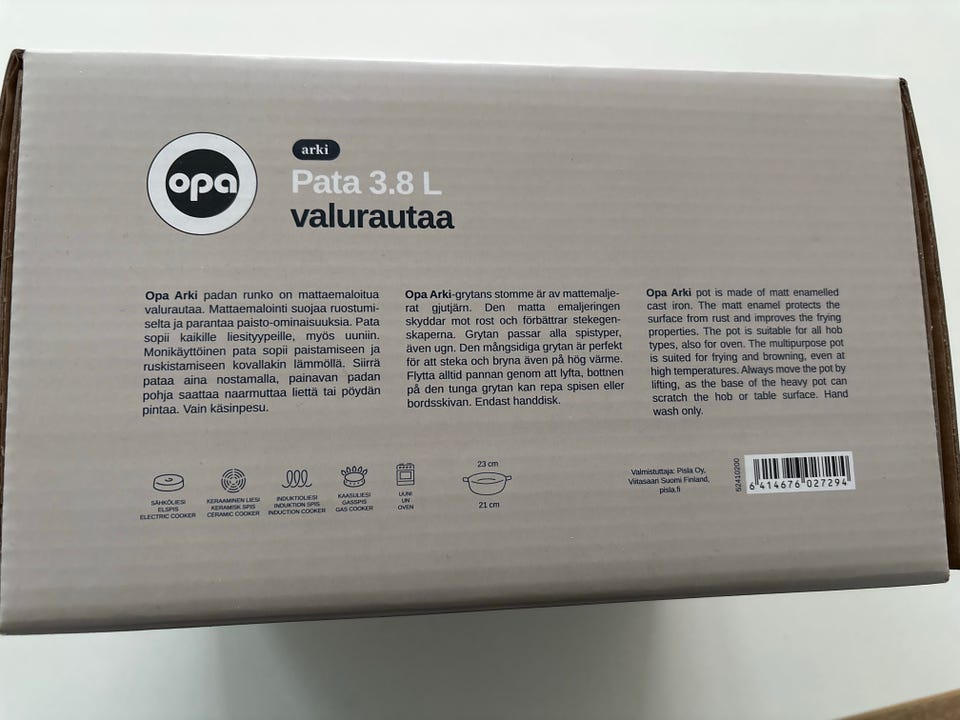 opa
arki
Pata 3.8 L
valurautaa
Opa Arki padan runko on mattaemaloitua
valurautaa. Mattaemalointi suojaa ruostumi-
selta ja parantaa paisto-ominaisuuksia. Pata
sopii kaikille liesityypeille, myös uuniin.
Monikäyttöinen pata sopii paistamiseen ja
ruskistamiseen kovallakin lämmöllä. Siirrä
pataa aina nostamalla, painavan padan
pohja saattaa naarmuttaa liettä tai pöydän
pintaa. Vain käsinpesu.
Opa Arki-grytans stomme är av mattemalje-
rat gjutjärn. Den matta emaljeringen
skyddar mot rost och förbättrar stekegen-
skaperna. Grytan passar alla spistyper,
även ugn. Den mångsidiga grytan är perfekt
för att steka och bryna även på hög värme.
Flytta alltid pannan genom att lyfta, bottnen
på den tunga grytan kan repa spisen eller
bordsskivan. Endast handdisk.
Opa Arki pot is made of matt enamelled
cast iron. The matt enamel protects the
surface from rust and improves the frying
properties. The pot is suitable for all hob
types, also for oven. The multipurpose pot
is suited for frying and browning, even at
high temperatures. Always move the pot by
lifting, as the base of the heavy pot can
scratch the hob or table surface. Hand
wash only.
SÄHKÖLIESI
ELSPIS
ELECTRIC COOKER
KERAAMINEN LIESI
KERAMISK SPIS
CERAMIC COOKER
INDUKTIOLIESI
INDUKTION SPIS
INDUCTION COOKER
KAASULIESI
GASSPIS
GAS COOKER
UUNI
UN
OVEN
23 cm
21 cm
Valmistuttaja: Pisla Oy,
Viitasaari Suomi Finland,
pisla.fi
52410200
6 414676 027294